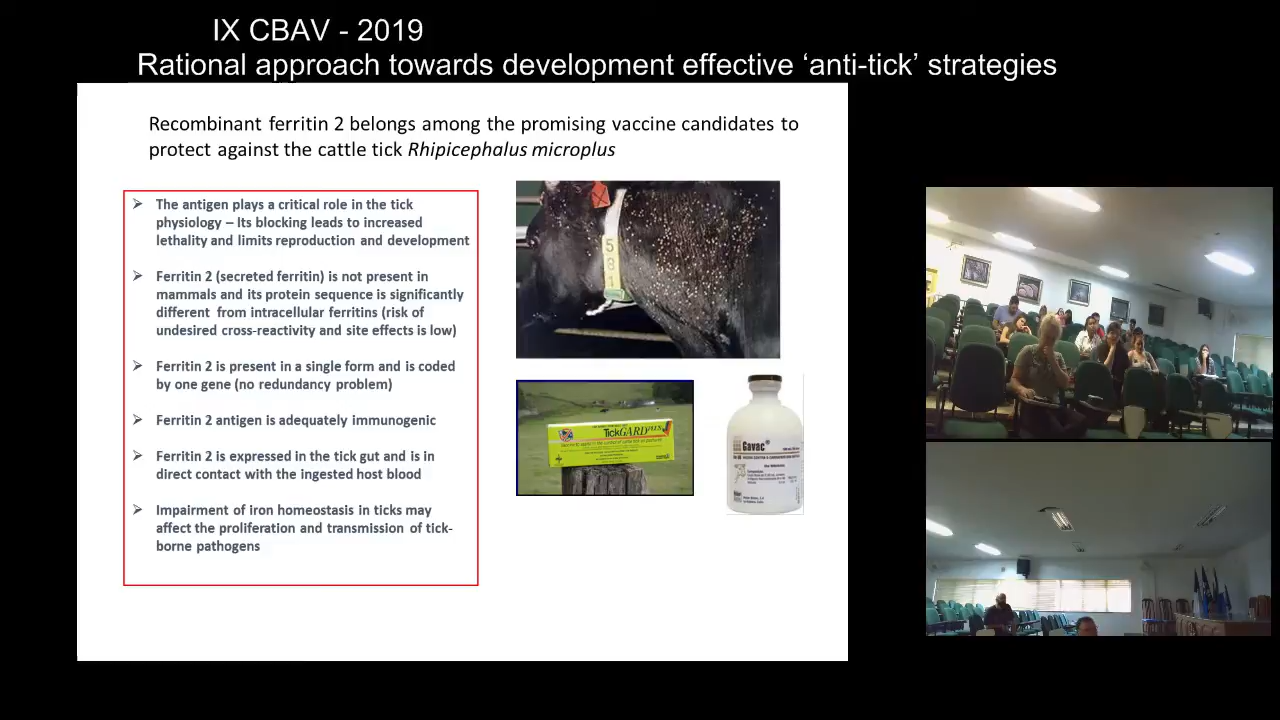 IX CBAV - 2019
Rational approach towards development effective ‘anti-tick’ strategies
Recombinant ferritin 2 belongs among the promising vaccine candidates to
protect against the cattle tick Rhipicephalus microplus
The antigen plays a critical role in the tick
physiology – Its blocking leads to increased
lethality and limits reproduction and development
Ferritin 2 (secreted ferritin) is not present in
mammals and its protein sequence is significantly
different from intracellular ferritins (risk of
undesired cross-reactivity and site effects is low)
Ferritin 2 is present in a single form and is coded
by one gene (no redundancy problem)
Ferritin 2 antigen is adequately immunogenic
Ferritin 2 is expressed in the tick gut and is in
direct contact with the ingested host blood
Impairment of iron homeostasis in ticks may
affect the proliferation and transmission of tick-
borne pathogens
5
8
1
TickGARD PLUS
Gavac